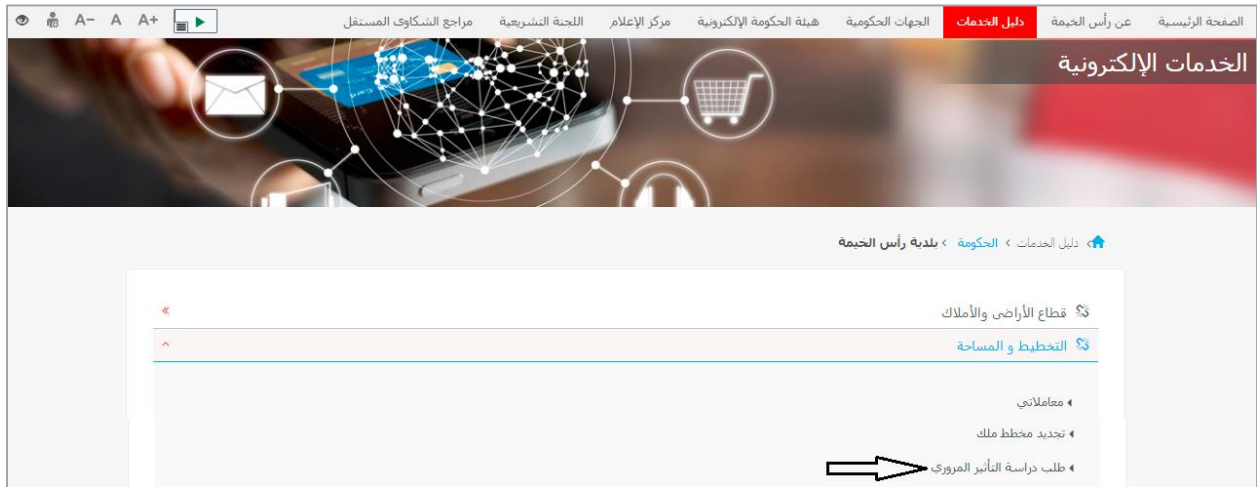 الصفحة الرئيسية عن رأس الخيمة دليل الخدمات الجهات الحكومية هيئة الحكومة الإلكترونية مركز الإعلام اللجنة التشريعية مراجع الشكاوى المستقل A+ A A-
الخدمات الإلكترونية
دليل الخدمات › الحكومة › بلدية رأس الخيمة
قطاع الأراضى والأملاك
التخطيط و المساحة
معاملاتي
تجديد مخطط ملك
طلب دراسة التأثير المروري